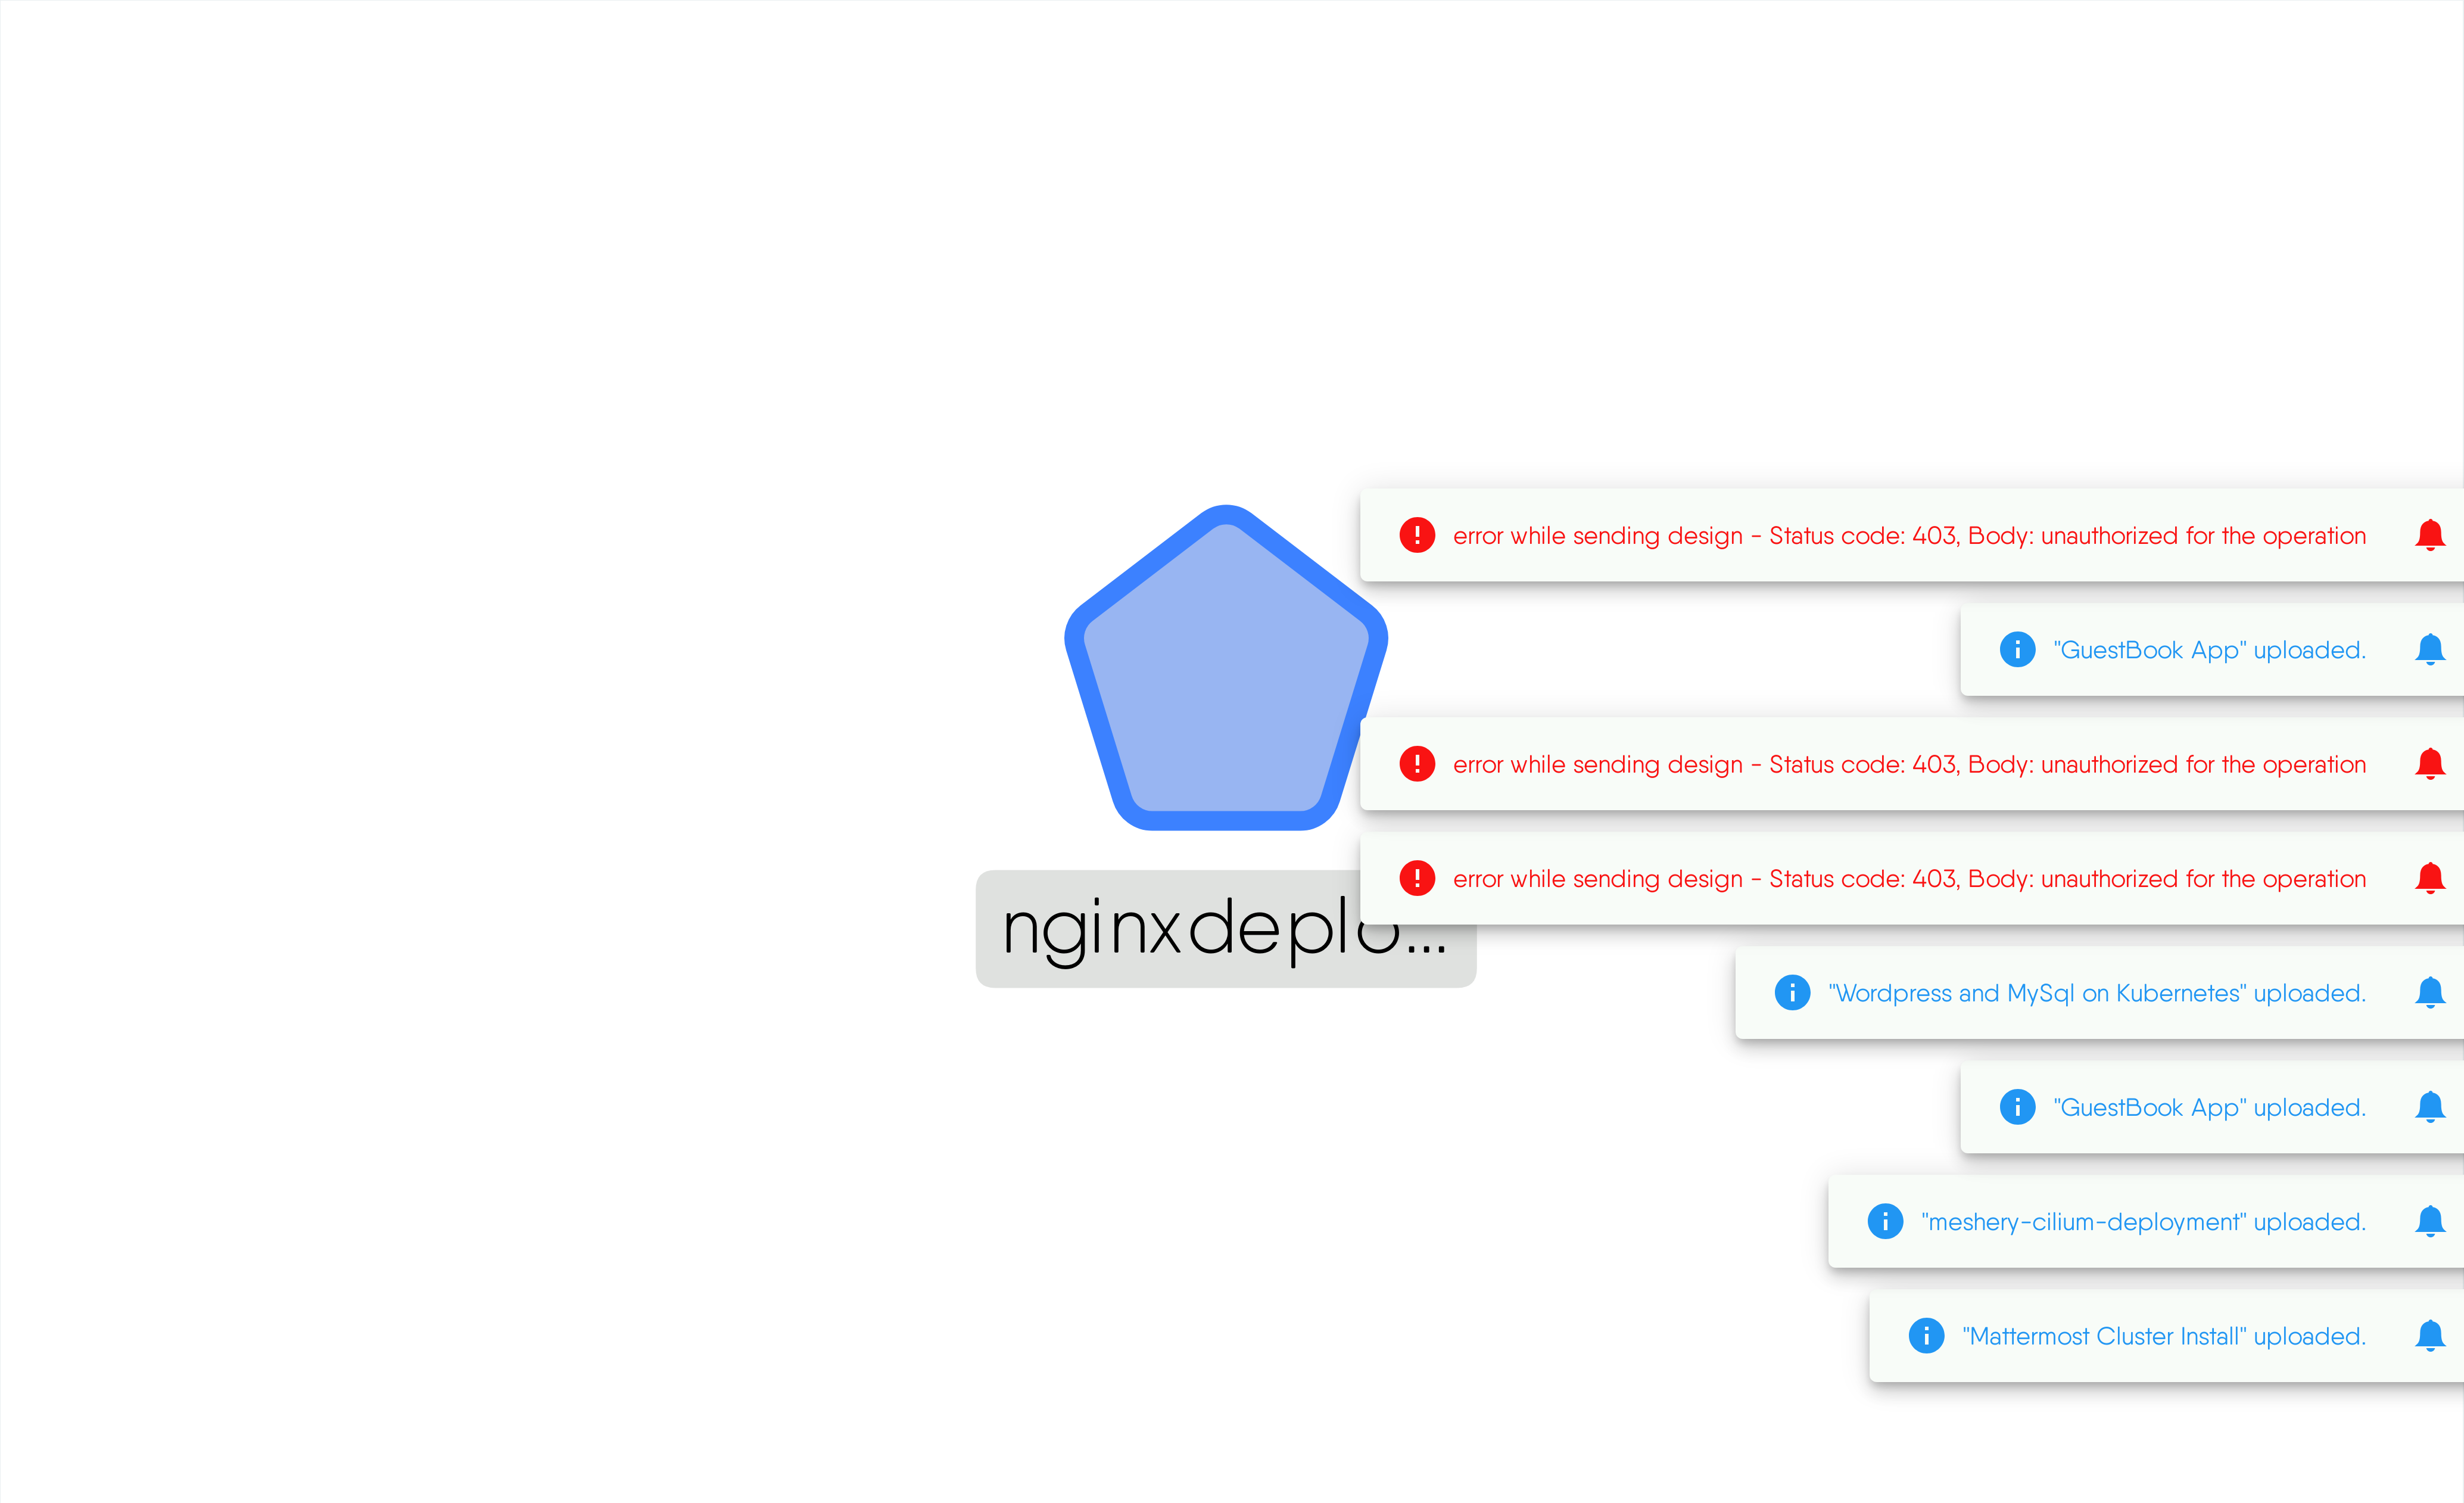 error while sending design - Status code: 403, Body: unauthorized for the operation
"GuestBook App" uploaded.
error while sending design - Status code: 403, Body: unauthorized for the operation
error while sending design - Status code: 403, Body: unauthorized for the operation
nginxdeplo...
"Wordpress and MySql on Kubernetes" uploaded.
"GuestBook App" uploaded.
"meshery-cilium-deployment" uploaded.
"Mattermost Cluster Install" uploaded.